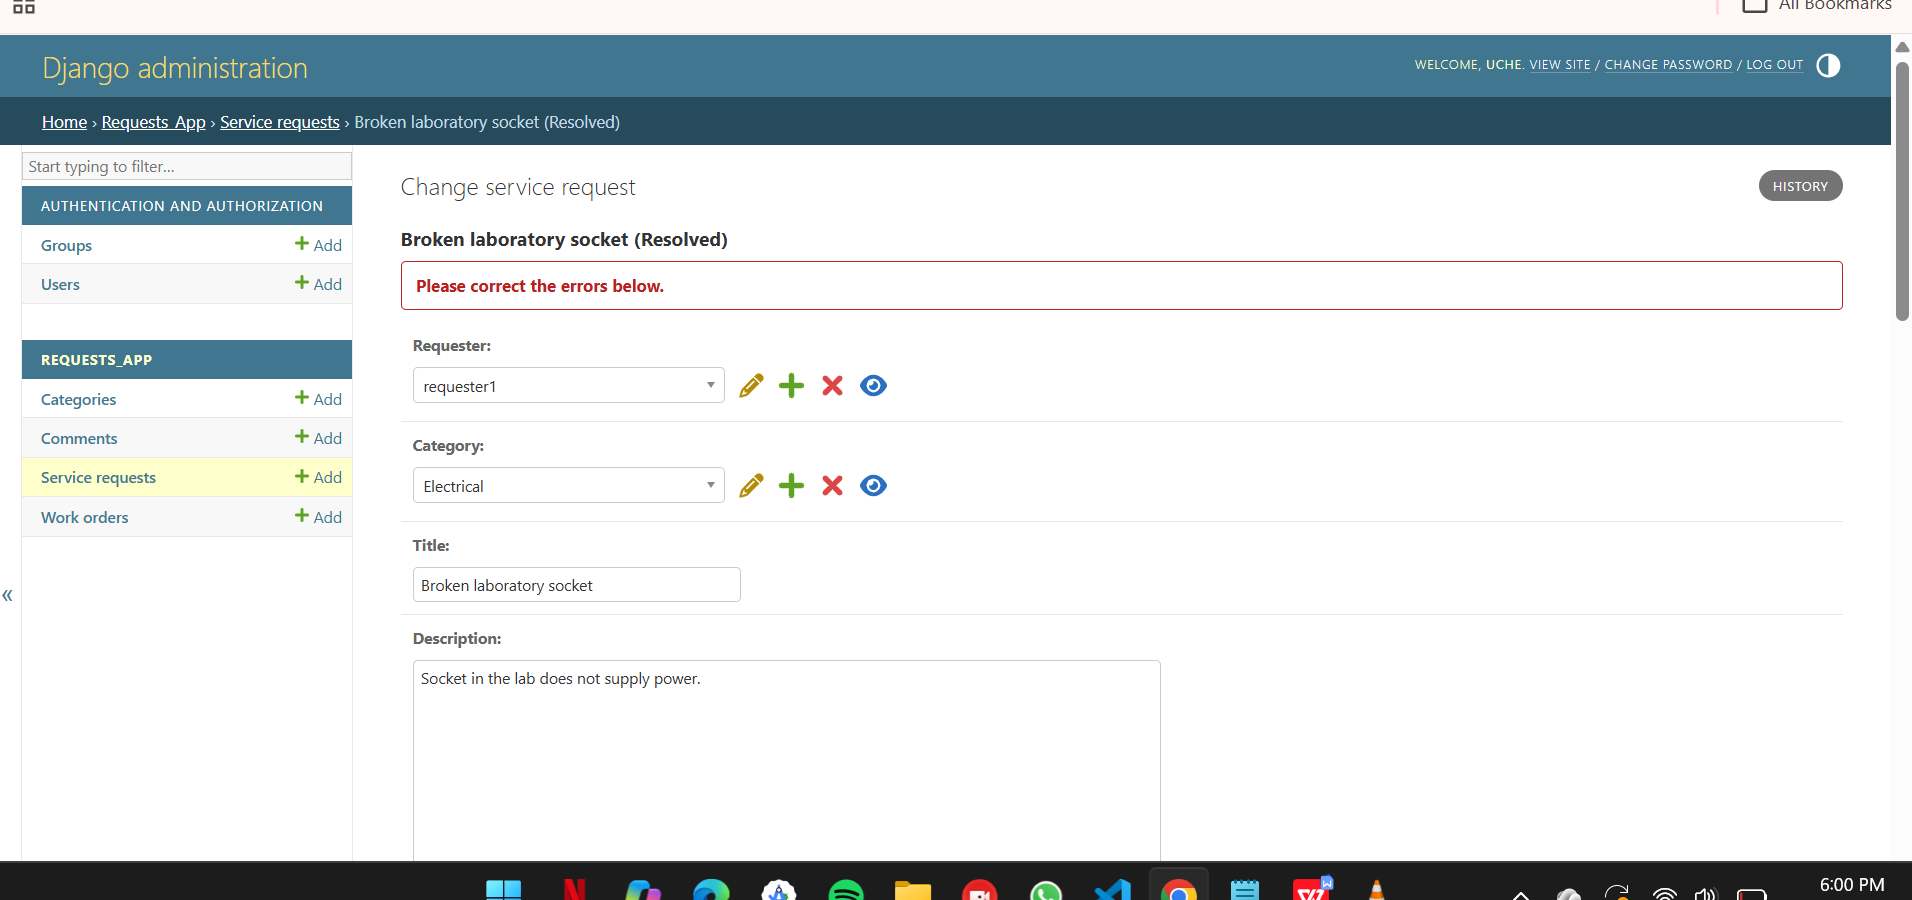 All Bookmarks
Django administration
WELCOME, UCHE. VIEW SITE / CHANGE PASSWORD / LOG OUT
Home › Requests_App › Service requests › Broken laboratory socket (Resolved)
Start typing to filter...
AUTHENTICATION AND AUTHORIZATION
Groups + Add
Users + Add
REQUESTS_APP
Categories + Add
Comments + Add
Service requests + Add
Work orders + Add
«
Change service request
HISTORY
Broken laboratory socket (Resolved)
Please correct the errors below.
Requester:
requester1
Category:
Electrical
Title:
Broken laboratory socket
Description:
Socket in the lab does not supply power.
6:00 PM